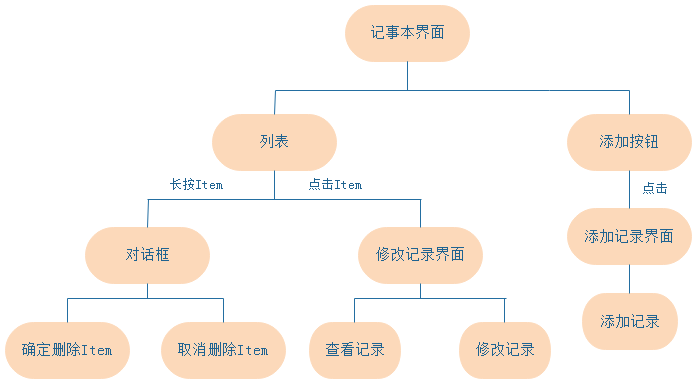 记事本界面
列表
添加按钮
长按Item
点击Item
点击
对话框
修改记录界面
添加记录界面
确定删除Item
取消删除Item
查看记录
修改记录
添加记录